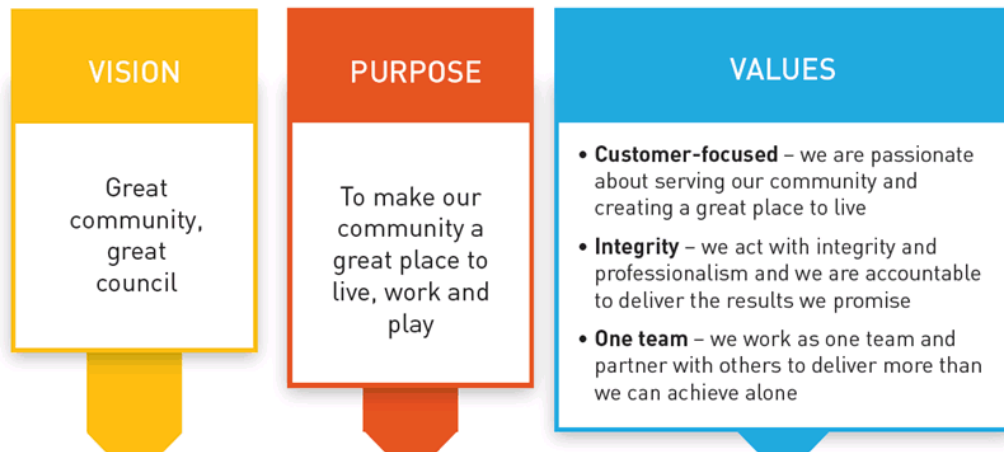 VISION
Great
community,
great
council
PURPOSE
To make our
community a
great place to
live, work and
play
VALUES
• Customer-focused – we are passionate
about serving our community and
creating a great place to live
• Integrity – we act with integrity and
professionalism and we are accountable
to deliver the results we promise
• One team – we work as one team and
partner with others to deliver more than
we can achieve alone